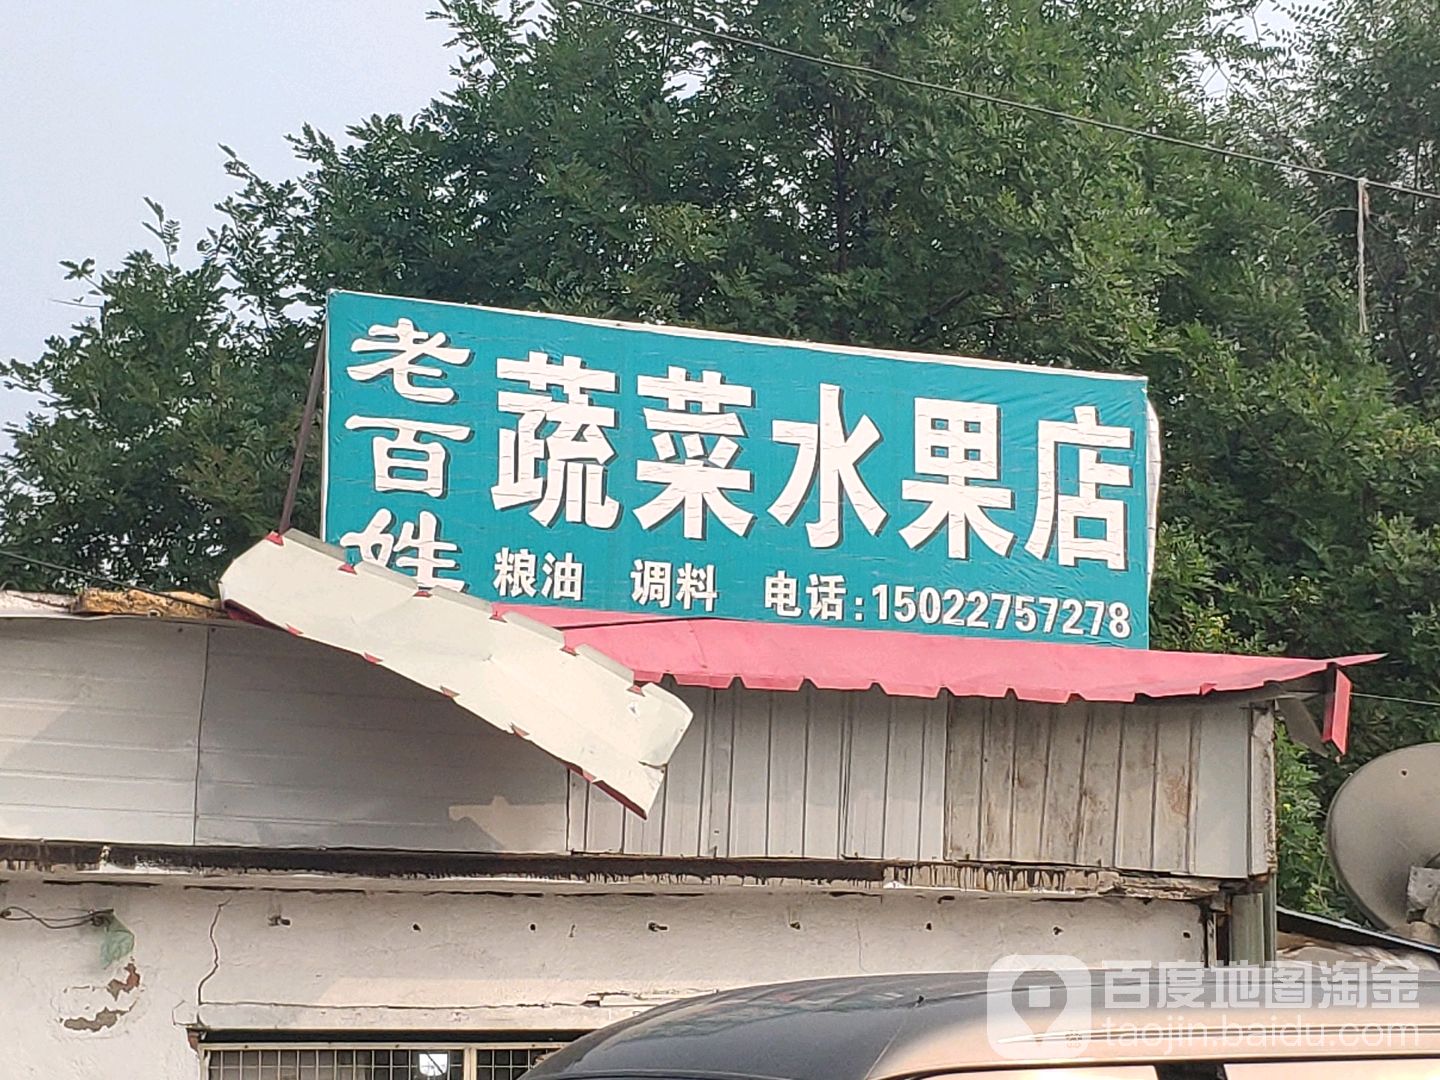 老百姓
蔬菜水果店
粮油 调料 电话:15022757278
百度地图淘金
taojin.baidu.com